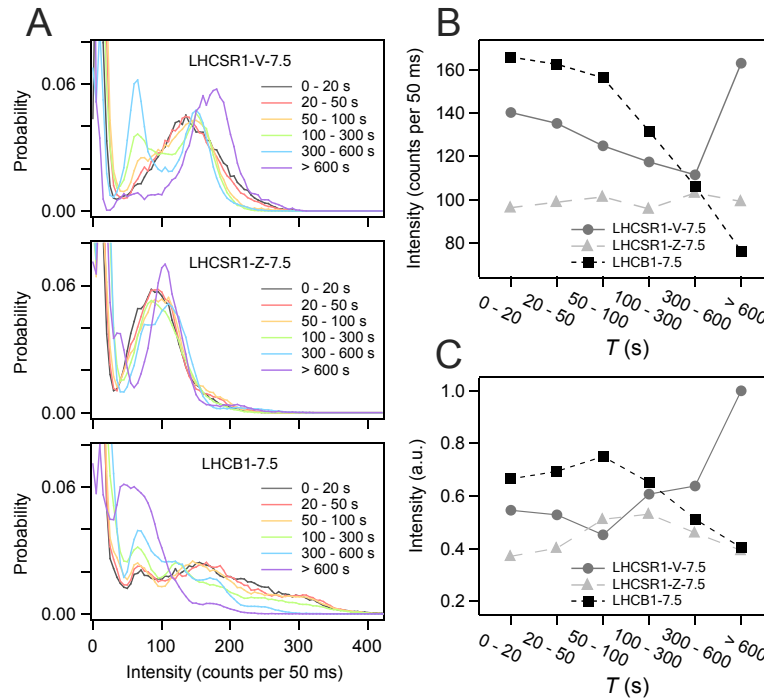 A
LHCSR1-V-7.5
0 - 20 s
20 - 50 s
50 - 100 s
100 - 300 s
300 - 600 s
> 600 s
0.06
0.00
Probability
LHCSR1-Z-7.5
0 - 20 s
20 - 50 s
50 - 100 s
100 - 300 s
300 - 600 s
> 600 s
0.06
0.00
Probability
LHCB1-7.5
0 - 20 s
20 - 50 s
50 - 100 s
100 - 300 s
300 - 600 s
> 600 s
0.06
0.00
Probability
0 100 200 300 400
Intensity (counts per 50 ms)
B
160
140
120
100
80
Intensity (counts per 50 ms)
LHCSR1-V-7.5
LHCSR1-Z-7.5
LHCB1-7.5
0 - 20 20 - 50 50 - 100 100 - 300 300 - 600 > 600
T (s)
C
1.0
0.8
0.6
0.4
0.2
Intensity (a.u.)
LHCSR1-V-7.5
LHCSR1-Z-7.5
LHCB1-7.5
0 - 20 20 - 50 50 - 100 100 - 300 300 - 600 > 600
T (s)